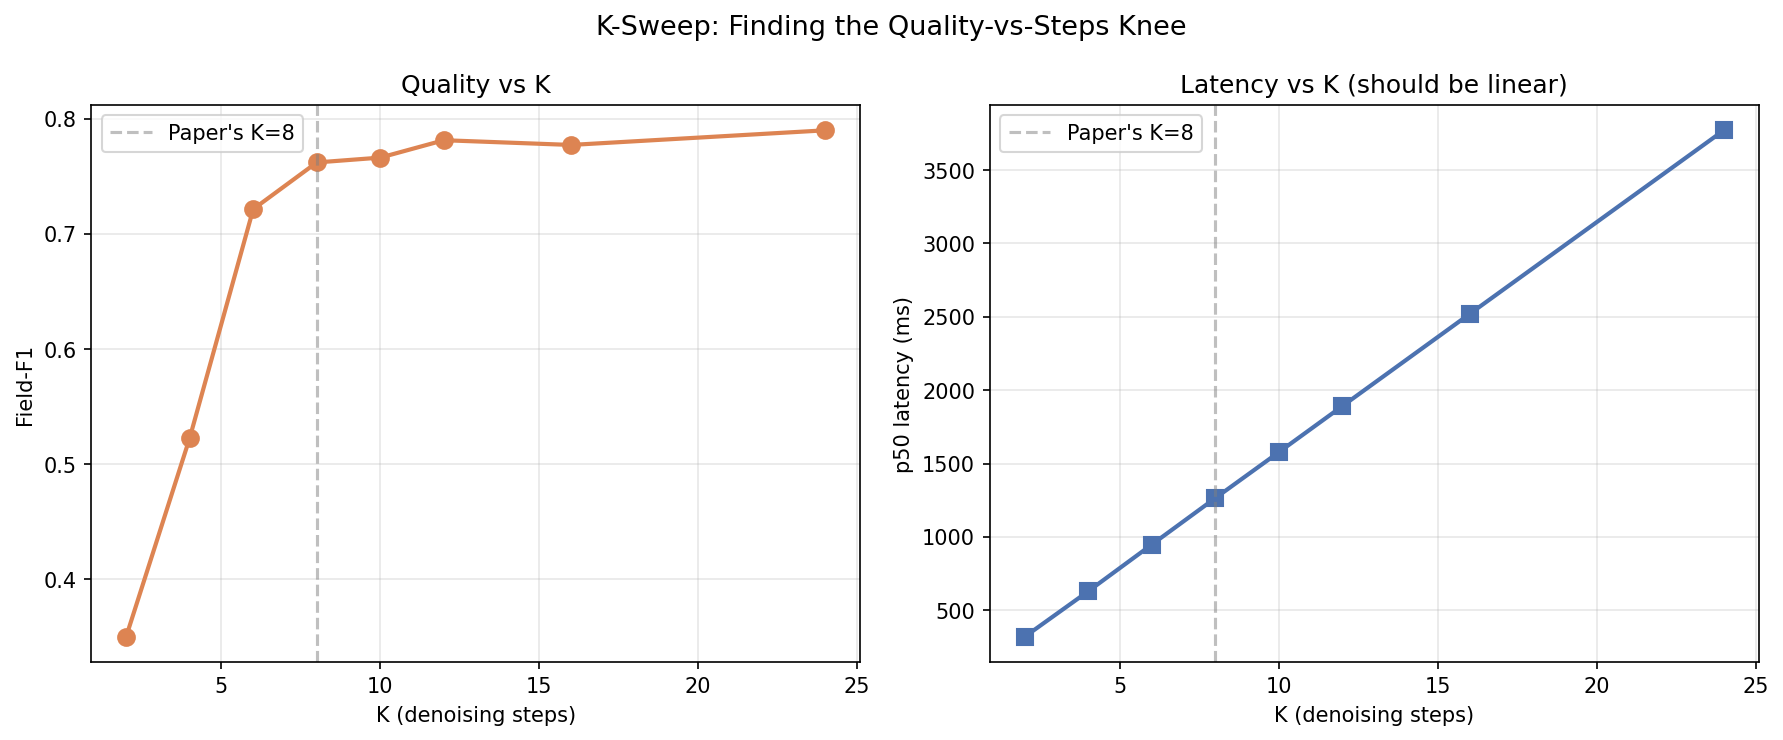 K-Sweep: Finding the Quality-vs-Steps Knee
Quality vs K
Paper's K=8
0.8
0.7
0.6
0.5
0.4
Field-F1
5 10 15 20 25
K (denoising steps)
Latency vs K (should be linear)
Paper's K=8
3500
3000
2500
2000
1500
1000
500
p50 latency (ms)
5 10 15 20 25
K (denoising steps)